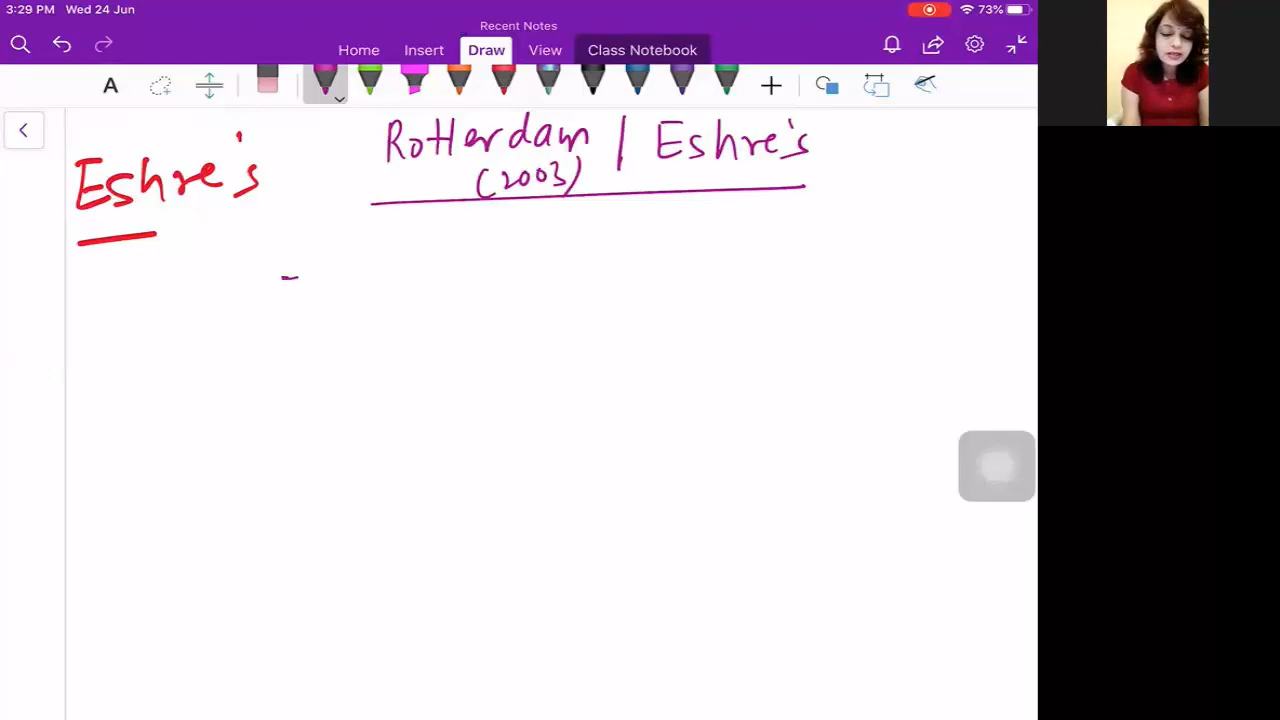 3:29 PM Wed 24 Jun
73%
Recent Notes
Home Insert Draw View Class Notebook
A
Rotterdam | Eshre's
(2003)
Eshre's
-